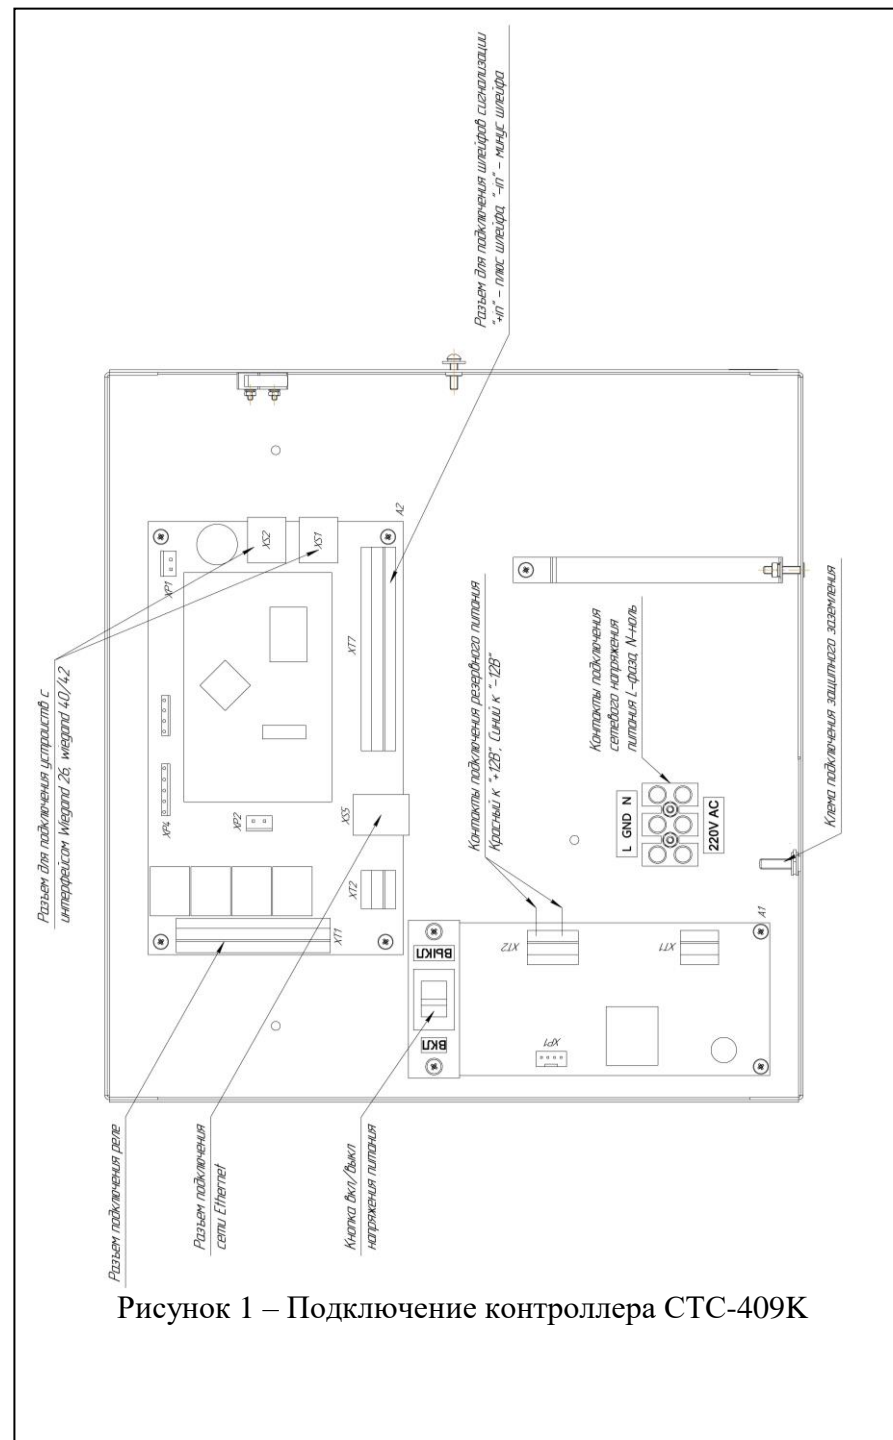 Разъем для подключения шлейфов сигнализации
"+in" – плюс шлейфа, "–in" – минус шлейфа
Разъем для подключения устройств с
интерфейсом Wiegand 26, wiegand 40/42
A2
XS2
XS1
XP1
XT7
XP4
XP2
XS5
XT2
XT1
Контакты подключения резервного питания
Красный к "+12В", Синий к "–12В"
Контакты подключения
сетевого напряжения
питания L–фаза, N–ноль
Клема подключения защитного заземления
L GND N
220V AC
A1
ВЫКЛ
ВКЛ
XT2
XT1
XP1
Разъем подключения реле
Разъем подключения
сети Ethernet
Кнопка вкл/выкл
напряжения питания
Рисунок 1 – Подключение контроллера СТС-409К